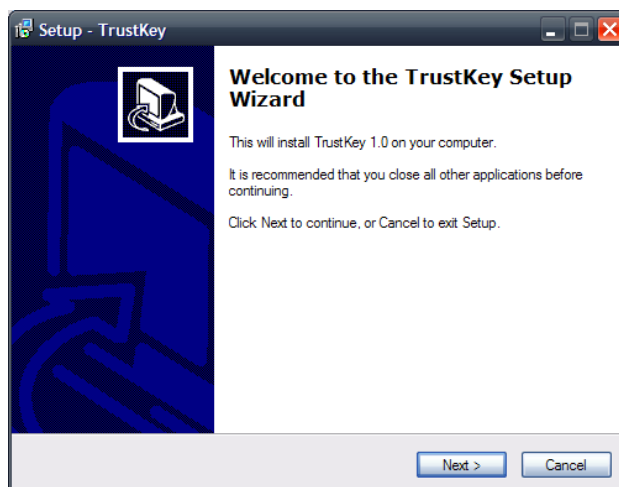 Setup - TrustKey
Welcome to the TrustKey Setup
Wizard
This will install TrustKey 1.0 on your computer.
It is recommended that you close all other applications before
continuing.
Click Next to continue, or Cancel to exit Setup.
Next >
Cancel